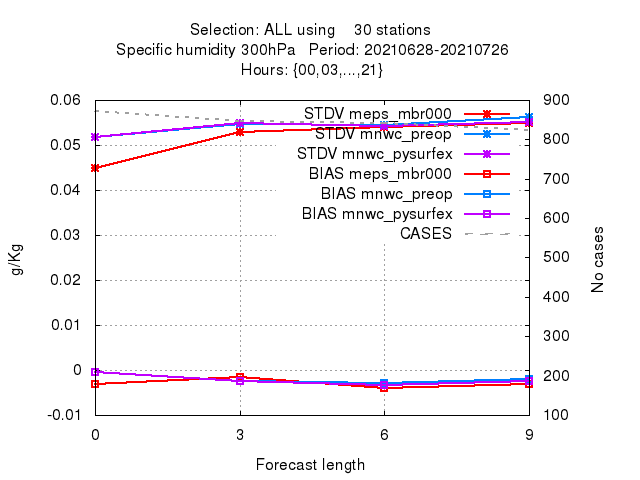 Selection: ALL using    30 stations
Specific humidity 300hPa   Period: 20210628-20210726
Hours: {00,03,...,21}
0.06
0.05
0.04
0.03
0.02
0.01
0
-0.01
g/Kg
STDV meps_mbr000
STDV mnwc_preop
STDV mnwc_pysurfex
BIAS meps_mbr000
BIAS mnwc_preop
BIAS mnwc_pysurfex
CASES
900
800
700
600
500
400
300
200
100
No cases
0 3 6 9
Forecast length